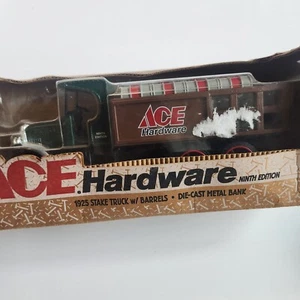 ACE
Hardware
ACE Hardware NINTH EDITION
1925 STAKE TRUCK w/ BARRELS • DIE-CAST METAL BANK